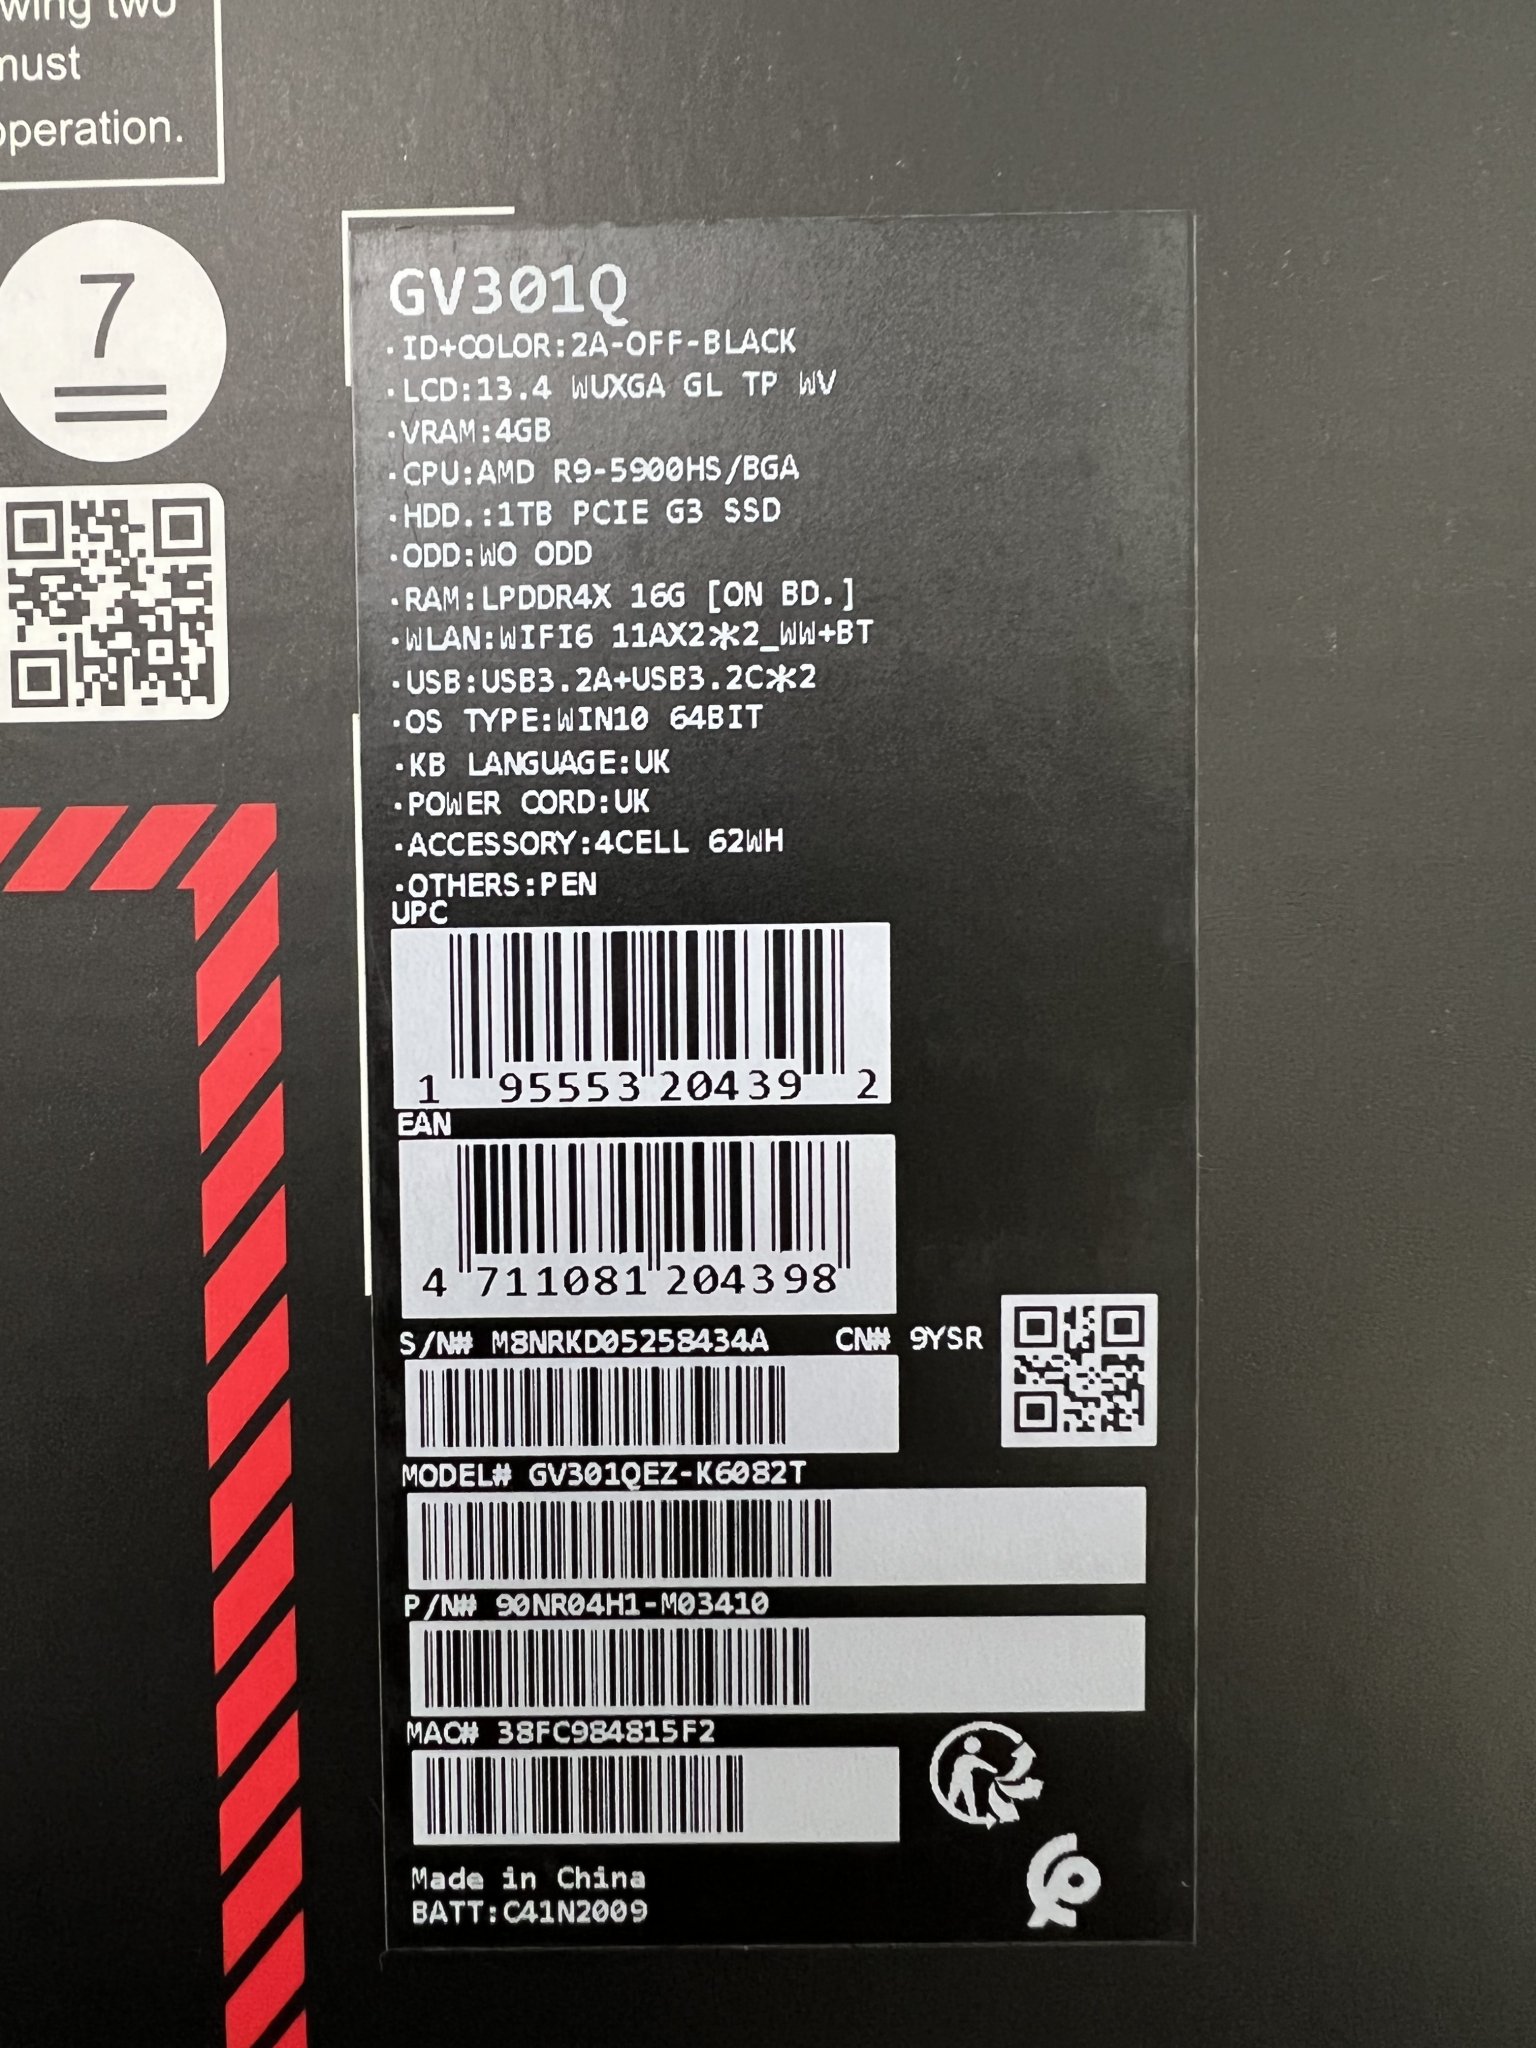 wing two
must
operation.
7
GV301Q
·ID+COLOR:2A-OFF-BLACK
·LCD:13.4 WUXGA GL TP WV
·VRAM:4GB
·CPU:AMD R9-5900HS/BGA
·HDD.:1TB PCIE G3 SSD
·ODD:WO ODD
·RAM:LPDDR4X 16G [ON BD.]
·WLAN:WIFI6 11AX2*2_WW+BT
·USB:USB3.2A+USB3.2C*2
·OS TYPE:WIN10 64BIT
·KB LANGUAGE:UK
·POWER CORD:UK
·ACCESSORY:4CELL 62WH
·OTHERS:PEN
UPC
1 95553 20439 2
EAN
4 711081 204398
S/N# M8NRKD05258434A CN# 9YSR
MODEL# GV301QEZ-K6082T
P/N# 90NR04H1-M03410
MAC# 38FC984815F2
Made in China
BATT:C41N2009